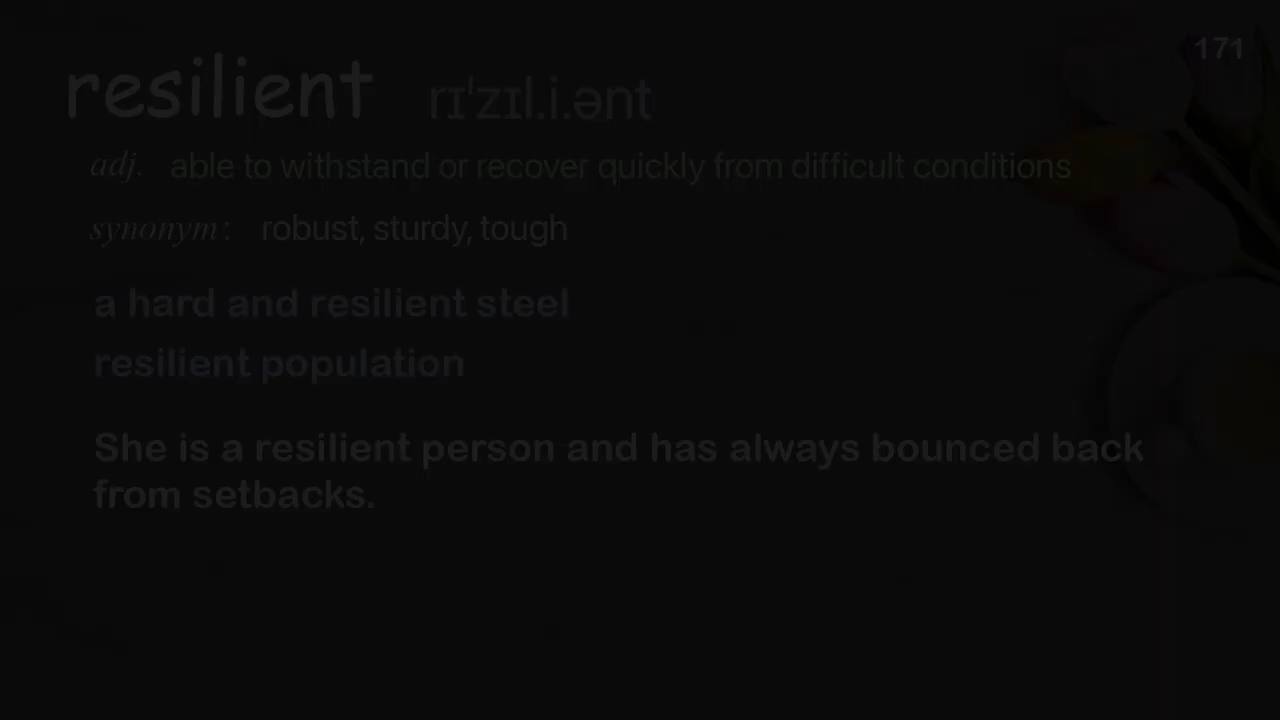 171
resilient rɪˈzɪl.i.ənt
adj. able to withstand or recover quickly from difficult conditions
synonym: robust, sturdy, tough
a hard and resilient steel
resilient population
She is a resilient person and has always bounced back
from setbacks.